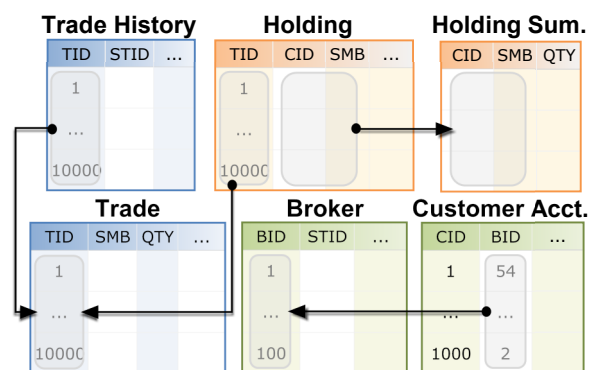 Trade History Holding Holding Sum.
TID STID ... TID CID SMB ... CID SMB QTY
1 1
... ...
10000 10000
Trade Broker Customer Acct.
TID SMB QTY ... BID STID ... CID BID ...
1 1 1 54
... ... ... ...
10000 100 1000 2